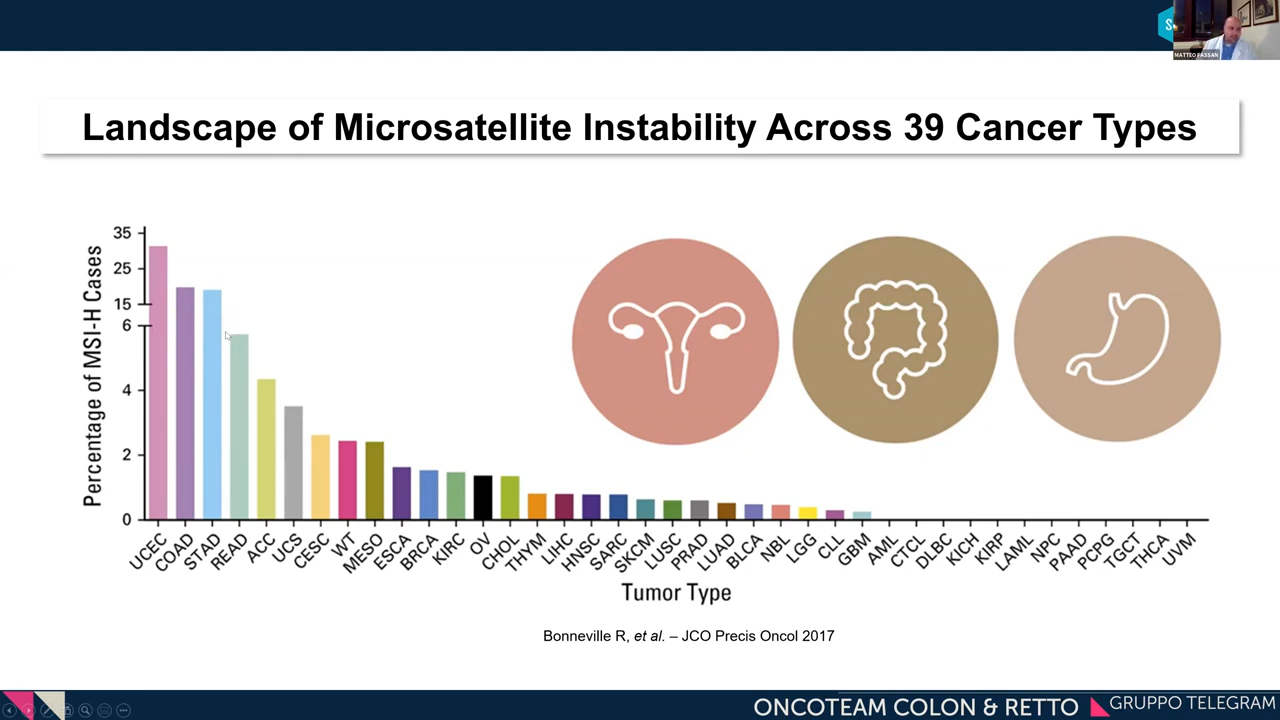 S
MATTEO PASSAN
Landscape of Microsatellite Instability Across 39 Cancer Types
Percentage of MSI-H Cases
35
25
15
6
4
2
0
UCEC
COAD
STAD
READ
ACC
UCS
CESC
WT
MESO
ESCA
BRCA
KIRC
OV
CHOL
THYM
LIHC
HNSC
SARC
SKCM
LUSC
PRAD
LUAD
BLCA
NBL
LGG
CLL
GBM
AML
CTCL
DLBC
KICH
KIRP
LAML
NPC
PAAD
PCPG
TGCT
THCA
UVM
Tumor Type
Bonneville R, et al. – JCO Precis Oncol 2017
ONCOTEAM COLON & RETTO
GRUPPO TELEGRAM